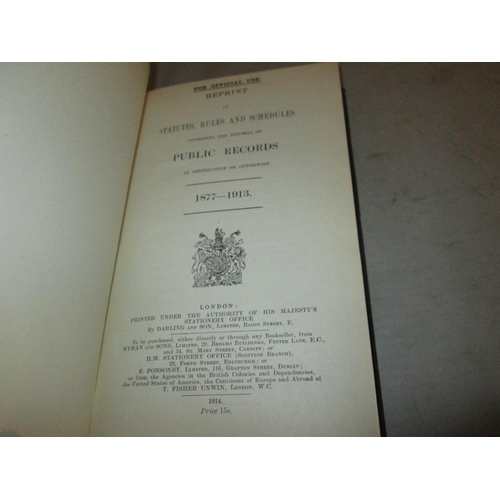 FOR OFFICIAL USE
REPRINT
OF
STATUTES, RULES AND SCHEDULES
GOVERNING THE DISPOSAL OF
PUBLIC RECORDS
BY DESTRUCTION OR OTHERWISE
1877—1913.
LONDON:
PRINTED UNDER THE AUTHORITY OF HIS MAJESTY'S
STATIONERY OFFICE
By DARLING AND SON, LIMITED, BACON STREET, E.
To be purchased, either directly or through any Bookseller, from
WYMAN AND SONS, LIMITED, 29, BREAMS BUILDINGS, FETTER LANE, E.C.,
and 54, ST. MARY STREET, CARDIFF; or
H.M. STATIONERY OFFICE (SCOTTISH BRANCH),
23, FORTH STREET, EDINBURGH; or
E. PONSONBY, LIMITED, 116, GRAFTON STREET, DUBLIN;
or from the Agencies in the British Colonies and Dependencies,
the United States of America, the Continent of Europe and Abroad of
T. FISHER UNWIN, LONDON, W.C.
1914.
Price 15s.